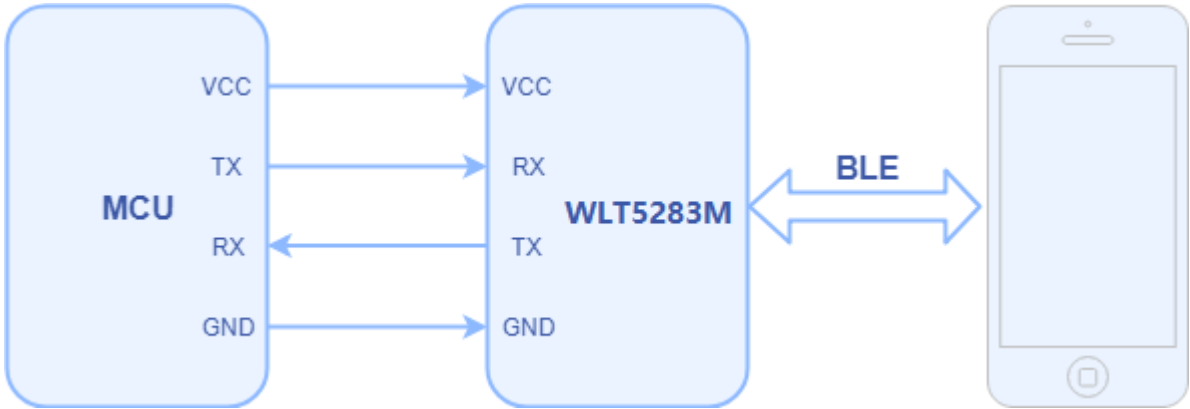 VCC
TX
MCU
RX
GND
VCC
RX
WLT5283M
TX
GND
BLE